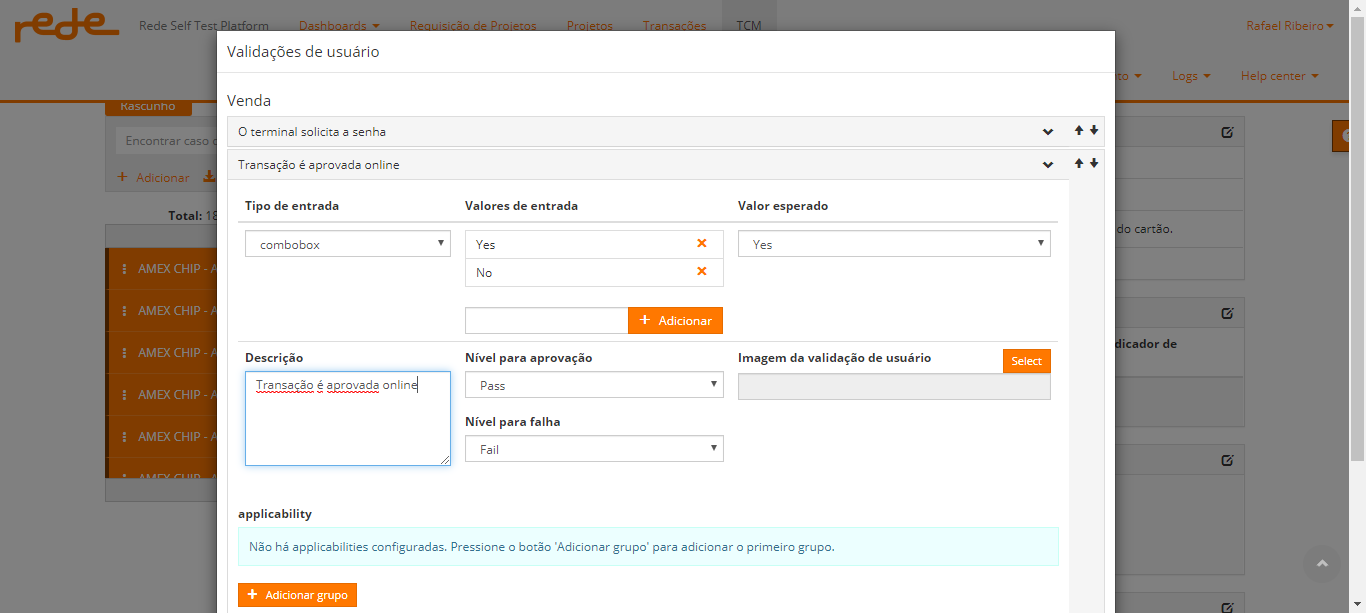 rede Rede Self Test Platform Dashboards Requisição de Projetos Projetos Transações TCM Rafael Ribeiro
Validações de usuário
Logs Help center
Venda
Rascunho
O terminal solicita a senha
Encontrar caso
Transação é aprovada online
Adicionar
Tipo de entrada Valores de entrada Valor esperado
Total: 18
combobox Yes Yes
do cartão.
No
AMEX CHIP - A
AMEX CHIP - A
Adicionar
Descrição Nível para aprovação Imagem da validação de usuário Select
dicador de
AMEX CHIP - A
Transação é aprovada online Pass
AMEX CHIP - A
Nível para falha
AMEX CHIP - A
Fail
AMEX CHIP - A
applicability
Não há applicabilities configuradas. Pressione o botão 'Adicionar grupo' para adicionar o primeiro grupo.
Adicionar grupo